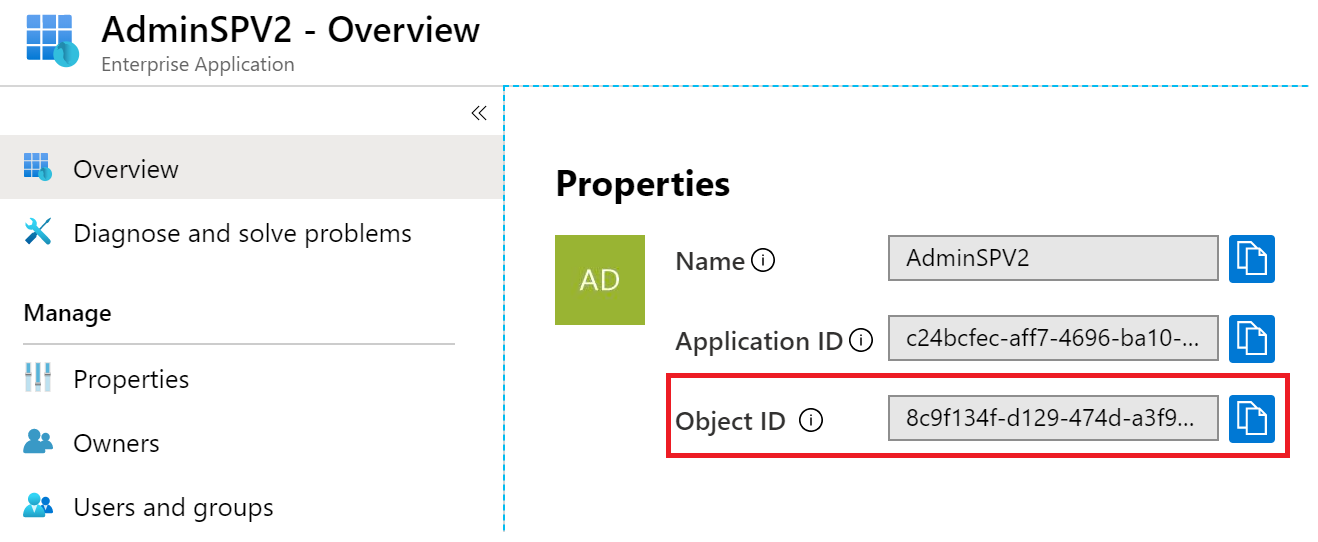 AdminSPV2 - Overview
Enterprise Application
«
Overview
Diagnose and solve problems
Manage
Properties
Owners
Users and groups
Properties
AD
Name
AdminSPV2
Application ID
c24bcfec-aff7-4696-ba10-...
Object ID
8c9f134f-d129-474d-a3f9...